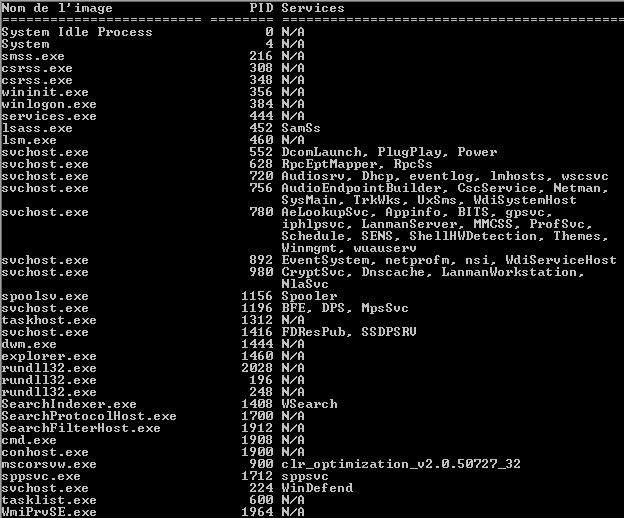 Nom de l'image                 PID Services
========================= ======== =============================================
System Idle Process              0 N/A
System                           4 N/A
smss.exe                       216 N/A
csrss.exe                      308 N/A
csrss.exe                      348 N/A
wininit.exe                    356 N/A
winlogon.exe                   384 N/A
services.exe                   444 N/A
lsass.exe                      452 SamSs
lsm.exe                        460 N/A
svchost.exe                    552 DcomLaunch, PlugPlay, Power
svchost.exe                    628 RpcEptMapper, RpcSs
svchost.exe                    720 Audiosrv, Dhcp, eventlog, lmhosts, wscsvc
svchost.exe                    756 AudioEndpointBuilder, CscService, Netman,
                                   SysMain, TrkWks, UxSms, WdiSystemHost
svchost.exe                    780 AeLookupSvc, Appinfo, BITS, gpsvc,
                                   iphlpsvc, LanmanServer, MMCSS, ProfSvc,
                                   Schedule, SENS, ShellHWDetection, Themes,
                                   Winmgmt, wuauserv
svchost.exe                    892 EventSystem, netprofm, nsi, WdiServiceHost
svchost.exe                    980 CryptSvc, Dnscache, LanmanWorkstation,
                                   NlaSvc
spoolsv.exe                   1156 Spooler
svchost.exe                   1196 BFE, DPS, MpsSvc
taskhost.exe                  1312 N/A
svchost.exe                   1416 FDResPub, SSDPSRV
dwm.exe                       1444 N/A
explorer.exe                  1460 N/A
rundll32.exe                  2028 N/A
rundll32.exe                   196 N/A
rundll32.exe                   248 N/A
SearchIndexer.exe             1408 WSearch
SearchProtocolHost.exe        1700 N/A
SearchFilterHost.exe          1912 N/A
cmd.exe                       1908 N/A
conhost.exe                   1900 N/A
mscorsvw.exe                   900 clr_optimization_v2.0.50727_32
sppsvc.exe                    1712 sppsvc
svchost.exe                    224 WinDefend
tasklist.exe                   600 N/A
WmiPrvSE.exe                  1964 N/A